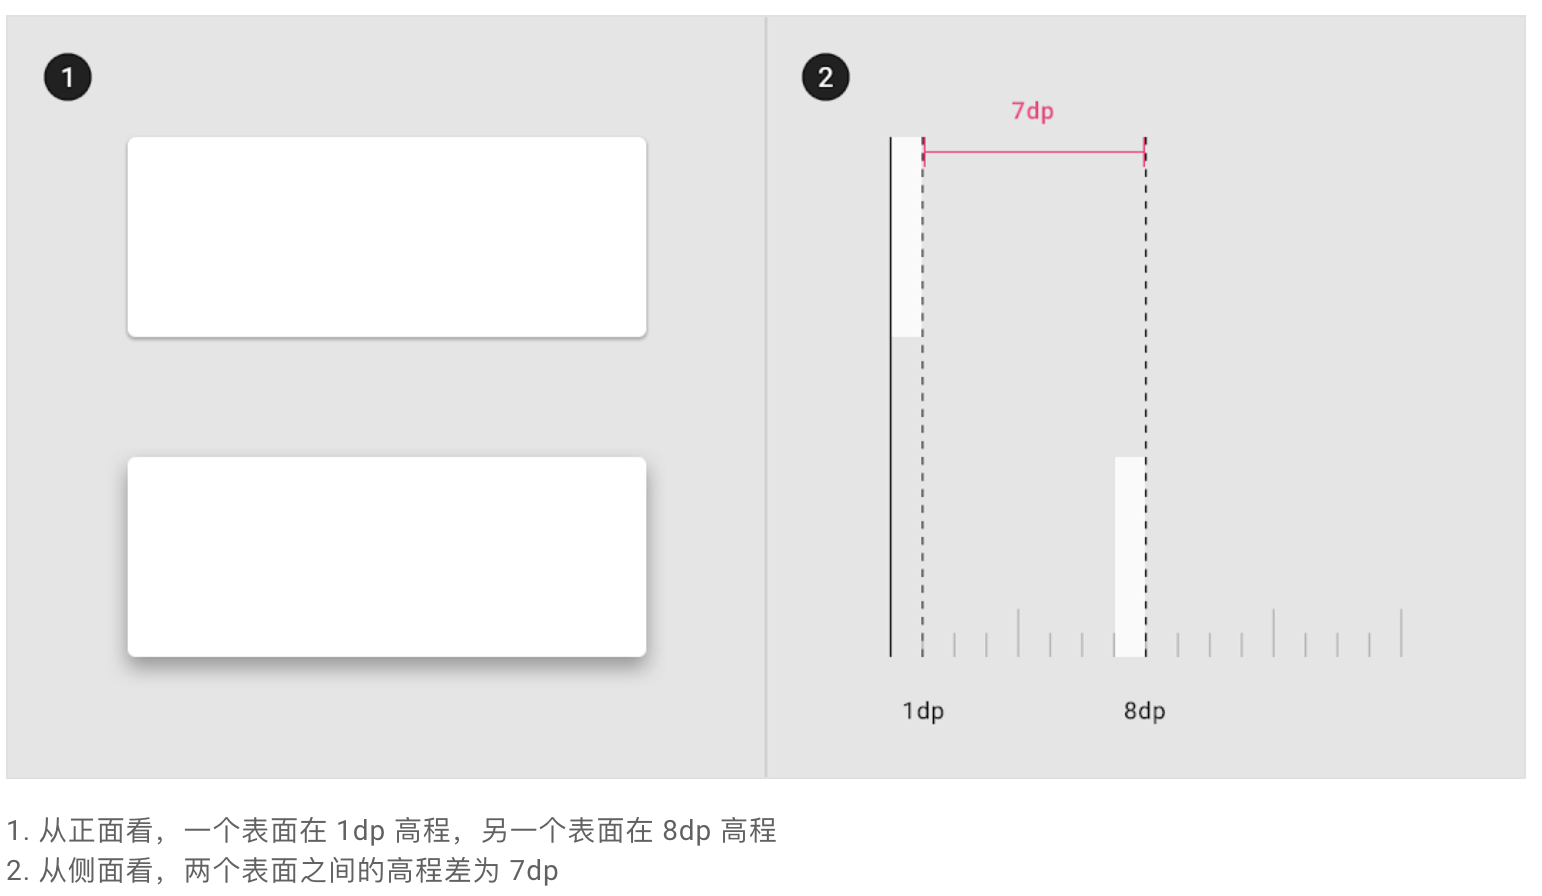 1
2
7dp
1dp
8dp
1. 从正面看，一个表面在 1dp 高程，另一个表面在 8dp 高程
2. 从侧面看，两个表面之间的高程差为 7dp